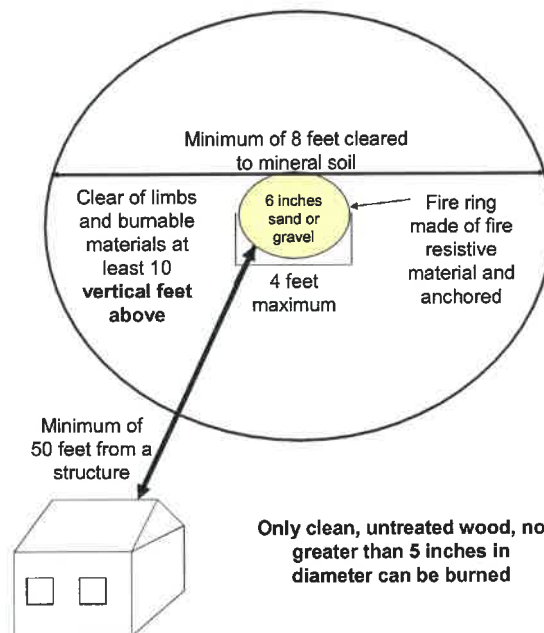 Minimum of 8 feet cleared
to mineral soil
Clear of limbs
and burnable
materials at
least 10
vertical feet
above
6 inches
sand or
gravel
Fire ring
made of fire
resistive
material and
anchored
4 feet
maximum
Minimum of
50 feet from a
structure
Only clean, untreated wood, no
greater than 5 inches in
diameter can be burned